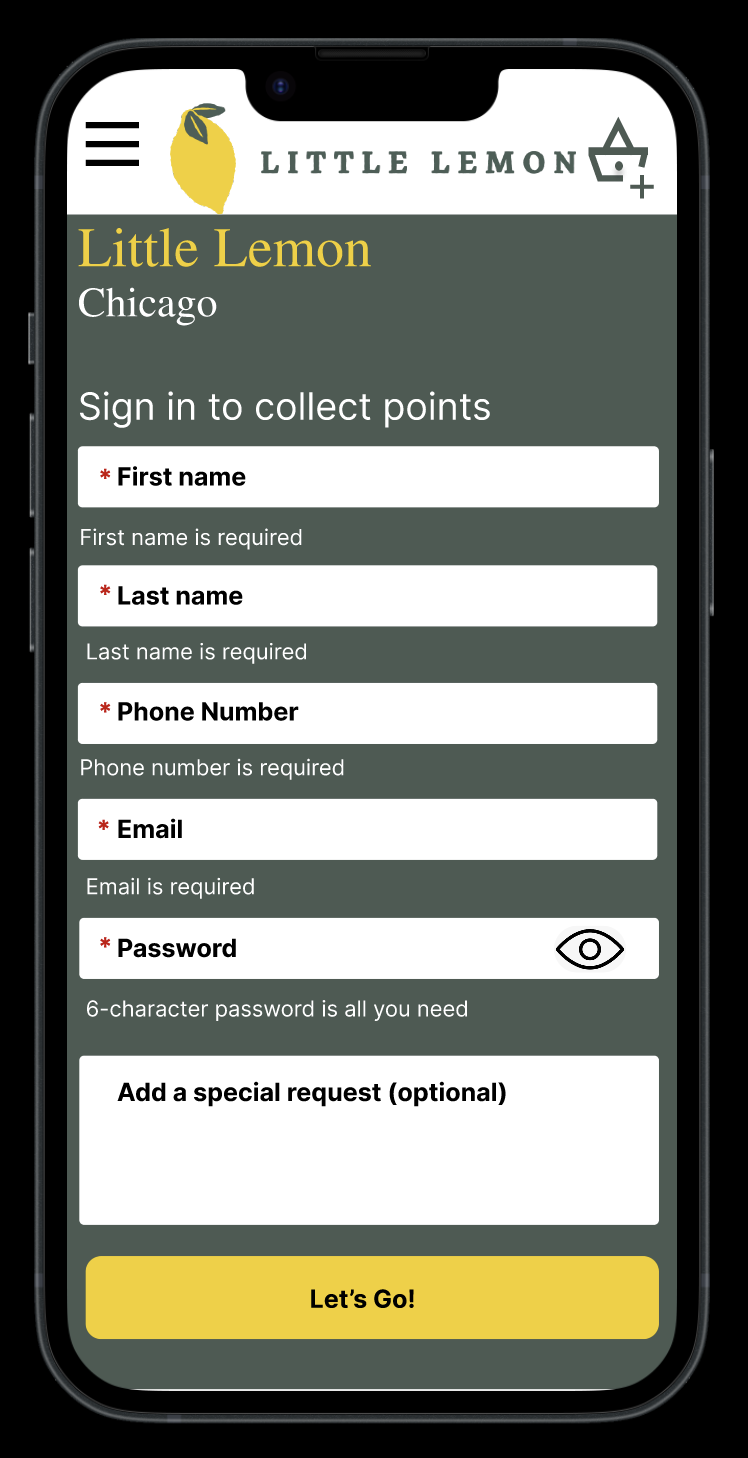 LITTLE LEMON
Little Lemon
Chicago
Sign in to collect points
* First name
First name is required
* Last name
Last name is required
* Phone Number
Phone number is required
* Email
Email is required
* Password
6-character password is all you need
Add a special request (optional)
Let’s Go!